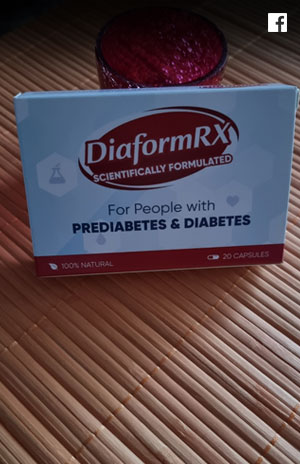 DiaformRX
SCIENTIFICALLY FORMULATED
For People with
PREDIABETES & DIABETES
100% NATURAL
20 CAPSULES